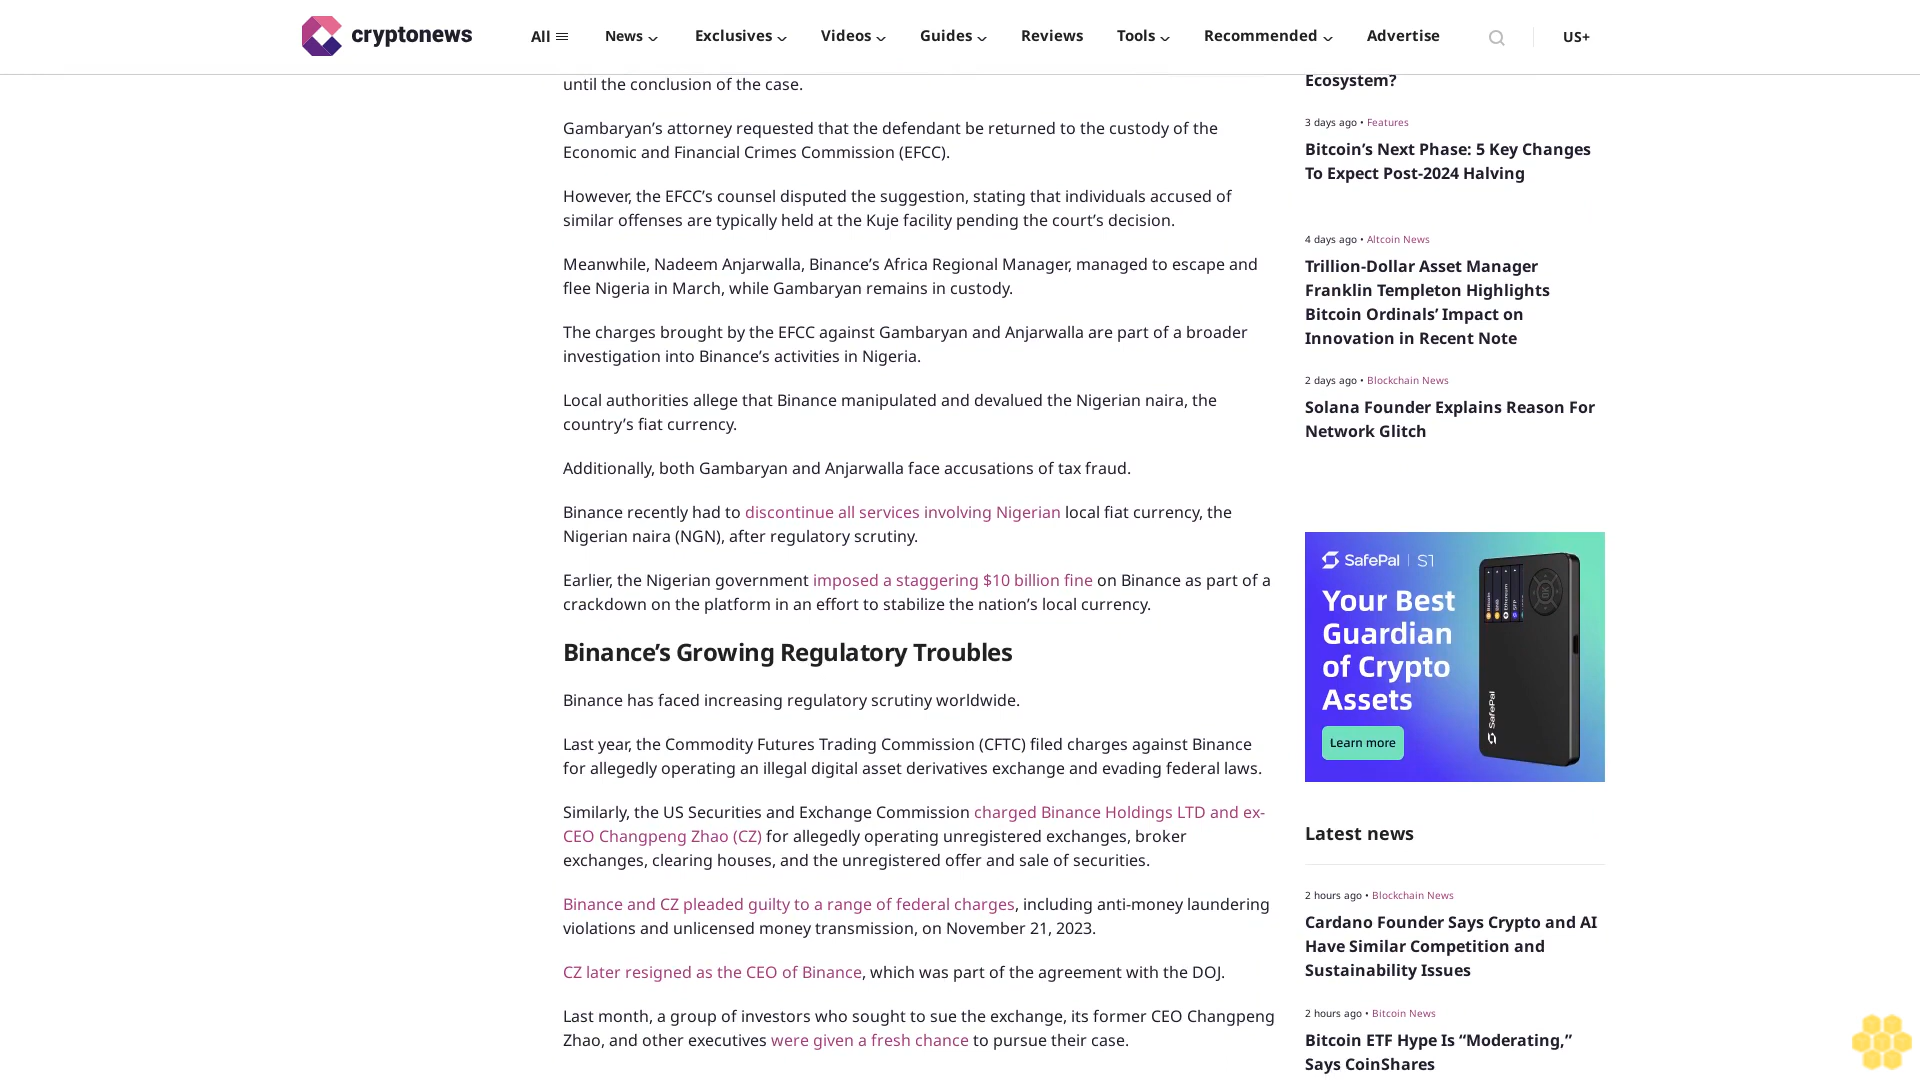 cryptonews
All
News
Exclusives
Videos
Guides
Reviews
Tools
Recommended
Advertise
US+
until the conclusion of the case.
Gambaryan’s attorney requested that the defendant be returned to the custody of the
Economic and Financial Crimes Commission (EFCC).
However, the EFCC’s counsel disputed the suggestion, stating that individuals accused of
similar offenses are typically held at the Kuje facility pending the court’s decision.
Meanwhile, Nadeem Anjarwalla, Binance’s Africa Regional Manager, managed to escape and
flee Nigeria in March, while Gambaryan remains in custody.
The charges brought by the EFCC against Gambaryan and Anjarwalla are part of a broader
investigation into Binance’s activities in Nigeria.
Local authorities allege that Binance manipulated and devalued the Nigerian naira, the
country’s fiat currency.
Additionally, both Gambaryan and Anjarwalla face accusations of tax fraud.
Binance recently had to discontinue all services involving Nigerian local fiat currency, the
Nigerian naira (NGN), after regulatory scrutiny.
Earlier, the Nigerian government imposed a staggering $10 billion fine on Binance as part of a
crackdown on the platform in an effort to stabilize the nation’s local currency.
Binance’s Growing Regulatory Troubles
Binance has faced increasing regulatory scrutiny worldwide.
Last year, the Commodity Futures Trading Commission (CFTC) filed charges against Binance
for allegedly operating an illegal digital asset derivatives exchange and evading federal laws.
Similarly, the US Securities and Exchange Commission charged Binance Holdings LTD and ex-
CEO Changpeng Zhao (CZ) for allegedly operating unregistered exchanges, broker
exchanges, clearing houses, and the unregistered offer and sale of securities.
Binance and CZ pleaded guilty to a range of federal charges, including anti-money laundering
violations and unlicensed money transmission, on November 21, 2023.
CZ later resigned as the CEO of Binance, which was part of the agreement with the DOJ.
Last month, a group of investors who sought to sue the exchange, its former CEO Changpeng
Zhao, and other executives were given a fresh chance to pursue their case.
Ecosystem?
3 days ago • Features
Bitcoin’s Next Phase: 5 Key Changes
To Expect Post-2024 Halving
4 days ago • Altcoin News
Trillion-Dollar Asset Manager
Franklin Templeton Highlights
Bitcoin Ordinals’ Impact on
Innovation in Recent Note
2 days ago • Blockchain News
Solana Founder Explains Reason For
Network Glitch
SafePal | S1
Your Best
Guardian
of Crypto
Assets
Learn more
SafePal
Latest news
2 hours ago • Blockchain News
Cardano Founder Says Crypto and AI
Have Similar Competition and
Sustainability Issues
2 hours ago • Bitcoin News
Bitcoin ETF Hype Is “Moderating,”
Says CoinShares